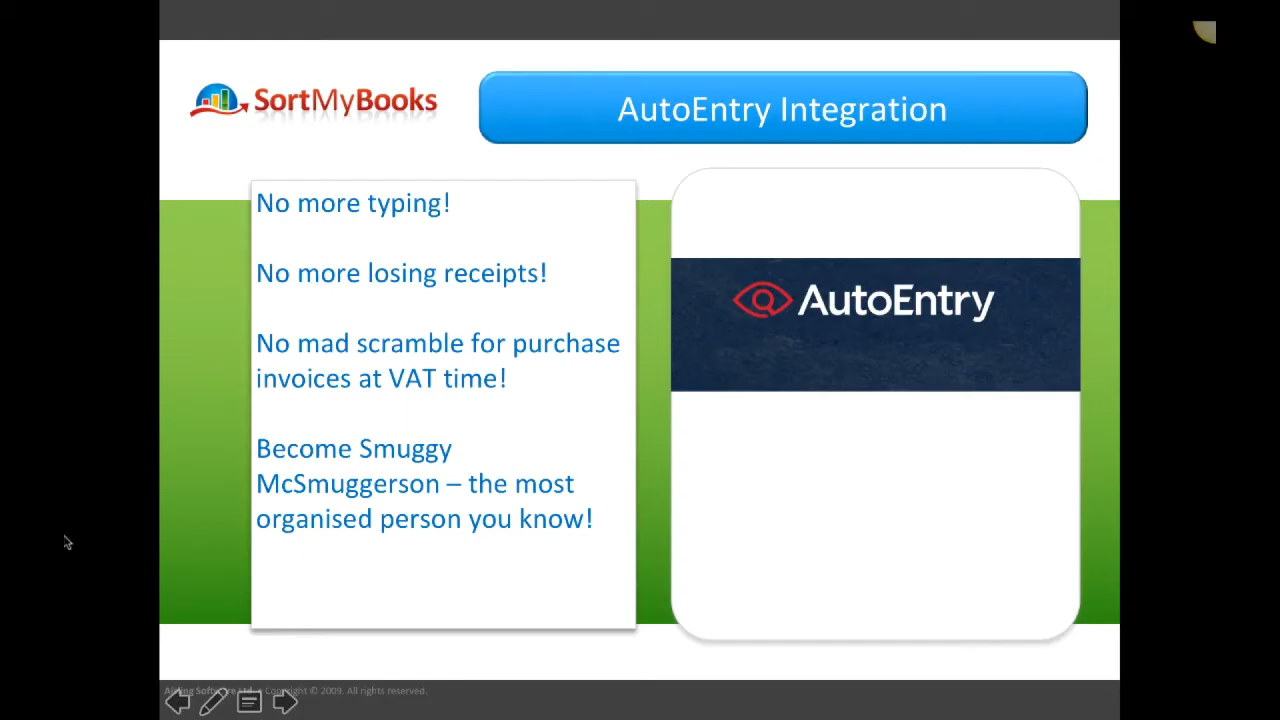 SortMyBooks
AutoEntry Integration
No more typing!
No more losing receipts!
No mad scramble for purchase
invoices at VAT time!
Become Smuggy
McSmuggerson – the most
organised person you know!
AutoEntry
Copyright © 2009. All rights reserved.